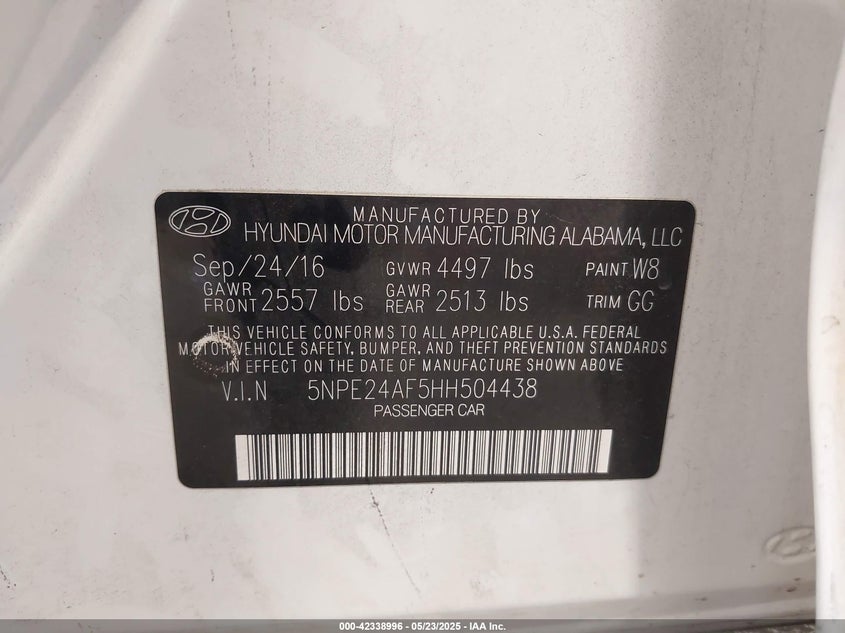 MANUFACTURED BY
HYUNDAI MOTOR MANUFACTURING ALABAMA, LLC
Sep/24/16 GVWR 4497 lbs PAINT W8
GAWR FRONT 2557 lbs GAWR REAR 2513 lbs TRIM GG
THIS VEHICLE CONFORMS TO ALL APPLICABLE U.S.A. FEDERAL
MOTOR VEHICLE SAFETY, BUMPER, AND THEFT PREVENTION STANDARDS
IN EFFECT ON THE DATE OF MANUFACTURE SHOWN ABOVE
V.I.N 5NPE24AF5HH504438
PASSENGER CAR
000-42338996 - 05/23/2025 - IAA Inc.